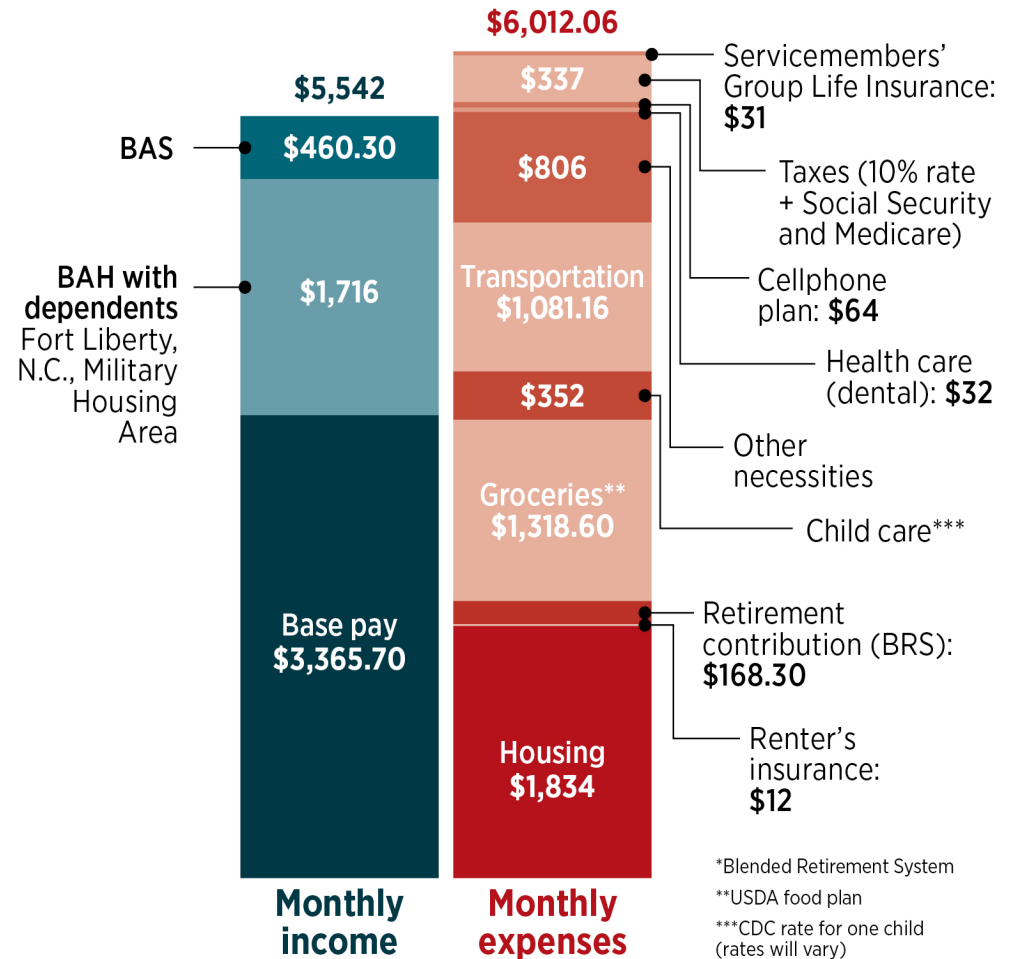 $6,012.06
$5,542
BAS
$460.30
BAH with
dependents
Fort Liberty,
N.C., Military
Housing
Area
$1,716
Base pay
$3,365.70
Monthly
income
$337
$806
Transportation
$1,081.16
$352
Groceries**
$1,318.60
Housing
$1,834
Monthly
expenses
Servicemembers’
Group Life Insurance:
$31
Taxes (10% rate
+ Social Security
and Medicare)
Cellphone
plan: $64
Health care
(dental): $32
Other
necessities
Child care***
Retirement
contribution (BRS):
$168.30
Renter’s
insurance:
$12
*Blended Retirement System
**USDA food plan
***CDC rate for one child
(rates will vary)